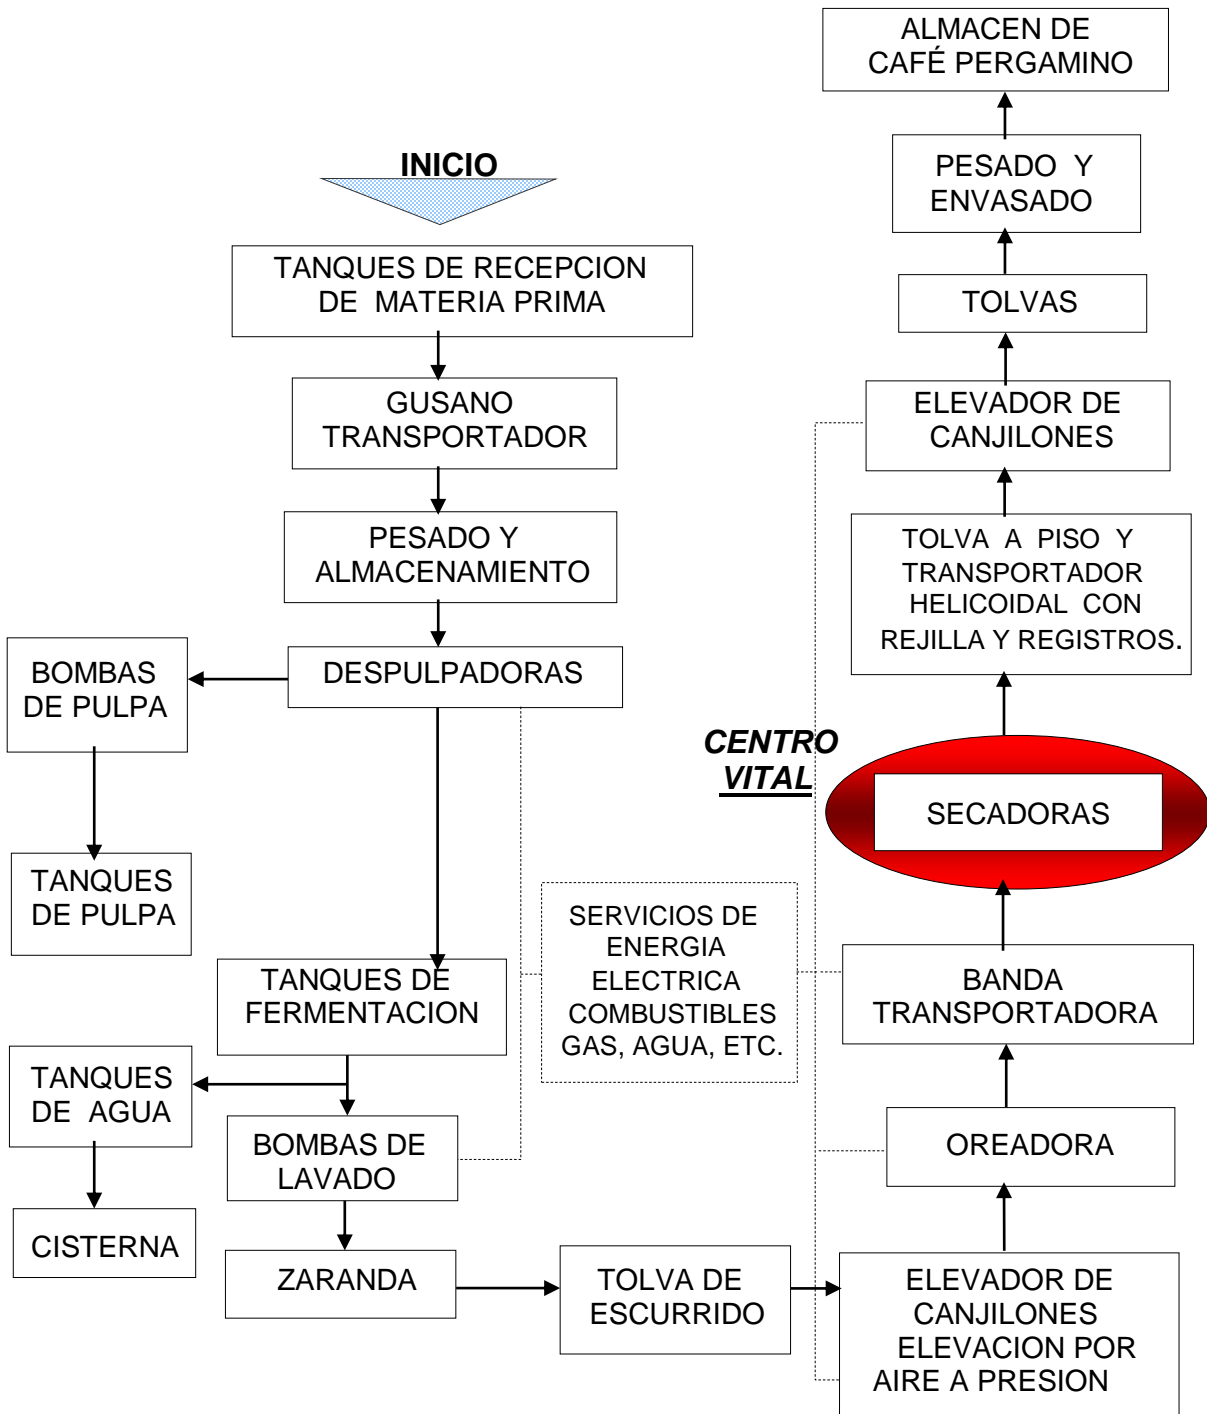 INICIO
TANQUES DE RECEPCION
DE MATERIA PRIMA
GUSANO
TRANSPORTADOR
PESADO Y
ALMACENAMIENTO
DESPULPADORAS
BOMBAS
DE PULPA
TANQUES
DE PULPA
TANQUES DE
FERMENTACION
TANQUES
DE AGUA
CISTERNA
BOMBAS DE
LAVADO
ZARANDA
TOLVA DE
ESCURRIDO
SERVICIOS DE
ENERGIA
ELECTRICA
COMBUSTIBLES
GAS, AGUA, ETC.
ELEVADOR DE
CANJILONES
ELEVACION POR
AIRE A PRESION
OREADORA
BANDA
TRANSPORTADORA
CENTRO
VITAL
SECADORAS
TOLVA A PISO Y
TRANSPORTADOR
HELICOIDAL CON
REJILLA Y REGISTROS.
ELEVADOR DE
CANJILONES
TOLVAS
PESADO Y
ENVASADO
ALMACEN DE
CAFÉ PERGAMINO